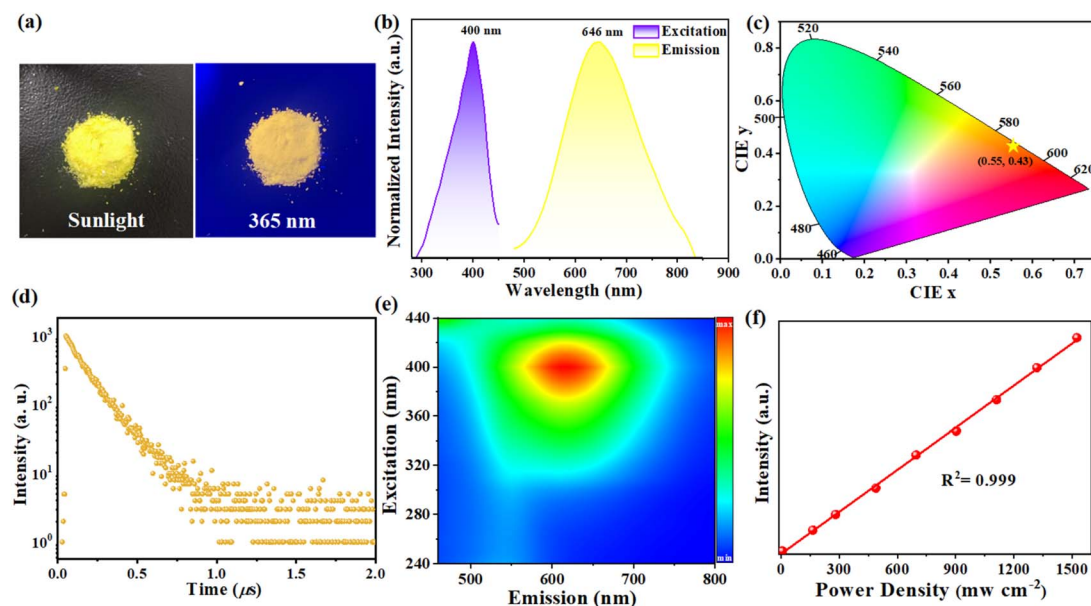 (a)
Sunlight
365 nm
(b)
400 nm
646 nm
Excitation
Emission
Normalized Intensity (a.u.)
300 400 500 600 700 800 900
Wavelength (nm)
(c)
520
540
560
580
600
620
500
480
460
(0.55, 0.43)
0.8
0.6
0.4
0.2
0.0
CIE y
0.0 0.1 0.2 0.3 0.4 0.5 0.6 0.7
CIE x
(d)
10³
10²
10¹
10⁰
Intensity (a. u.)
0.0 0.5 1.0 1.5 2.0
Time (μs)
(e)
440
400
360
320
280
240
Excitation (nm)
max
min
500 600 700 800
Emission (nm)
(f)
Intensity (a.u.)
R²= 0.999
0 300 600 900 1200 1500
Power Density (mw cm⁻²)